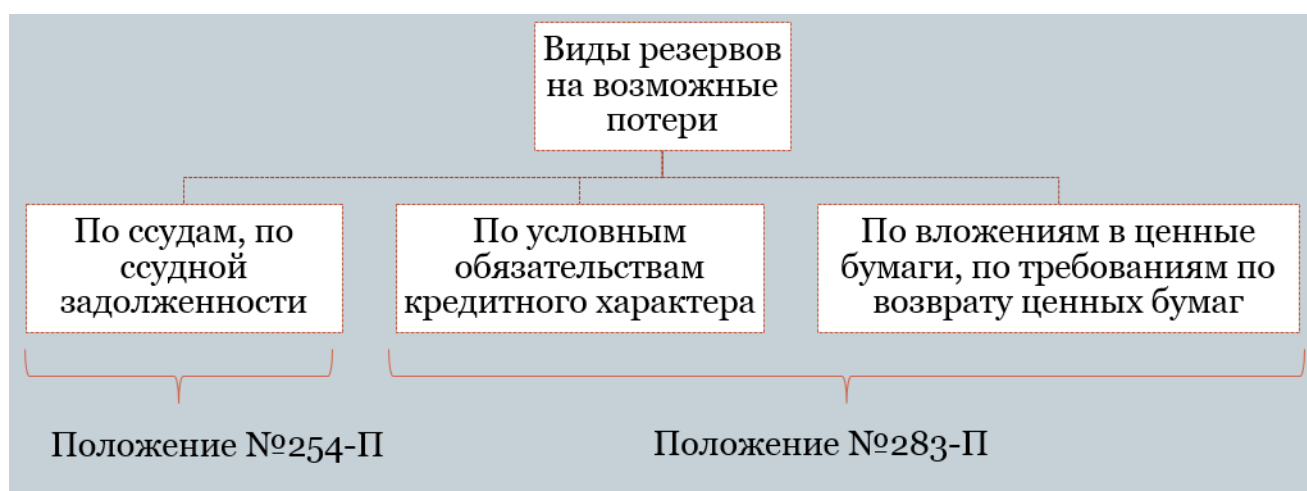 Виды резервов
на возможные
потери
По ссудам, по
ссудной
задолженности
По условным
обязательствам
кредитного характера
По вложениям в ценные
бумаги, по требованиям по
возврату ценных бумаг
Положение №254-П
Положение №283-П